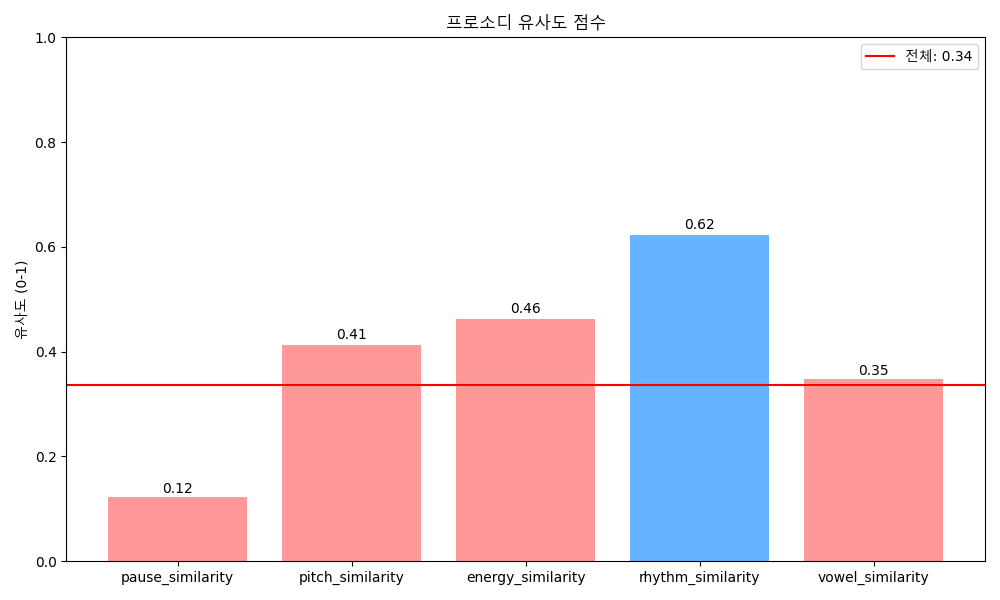 프로소디 유사도 점수
전체: 0.34
유사도 (0-1)
1.0
0.8
0.6
0.4
0.2
0.0
0.12
0.41
0.46
0.62
0.35
pause_similarity
pitch_similarity
energy_similarity
rhythm_similarity
vowel_similarity